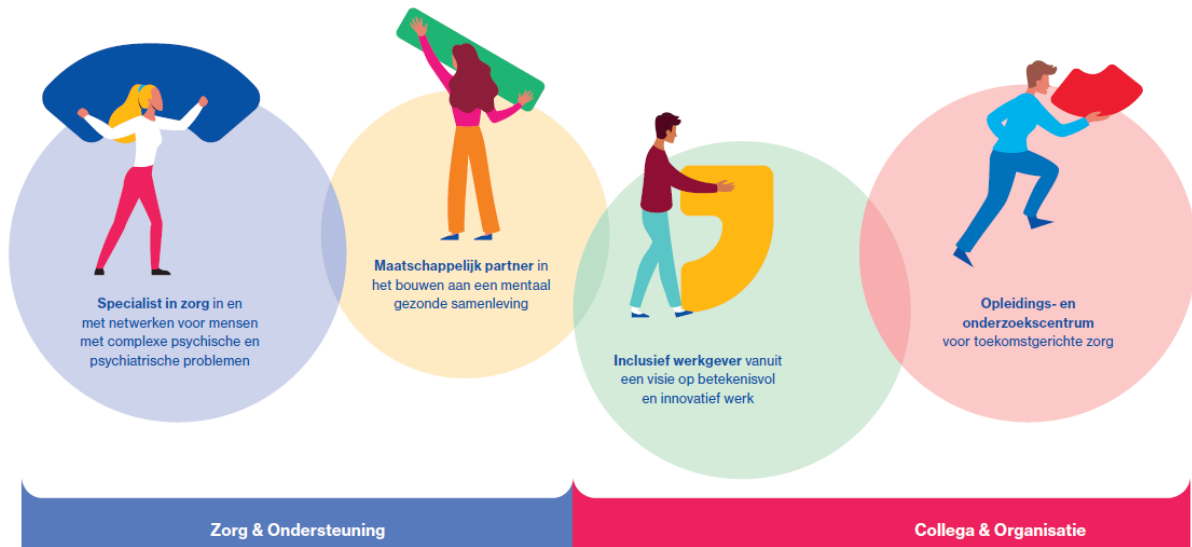 Specialist in zorg in en
met netwerken voor mensen
met complexe psychische en
psychiatrische problemen
Maatschappelijk partner in
het bouwen aan een mentaal
gezonde samenleving
Inclusief werkgever vanuit
een visie op betekenisvol
en innovatief werk
Opleidings- en
onderzoekscentrum
voor toekomstgerichte zorg
Zorg & Ondersteuning
Collega & Organisatie